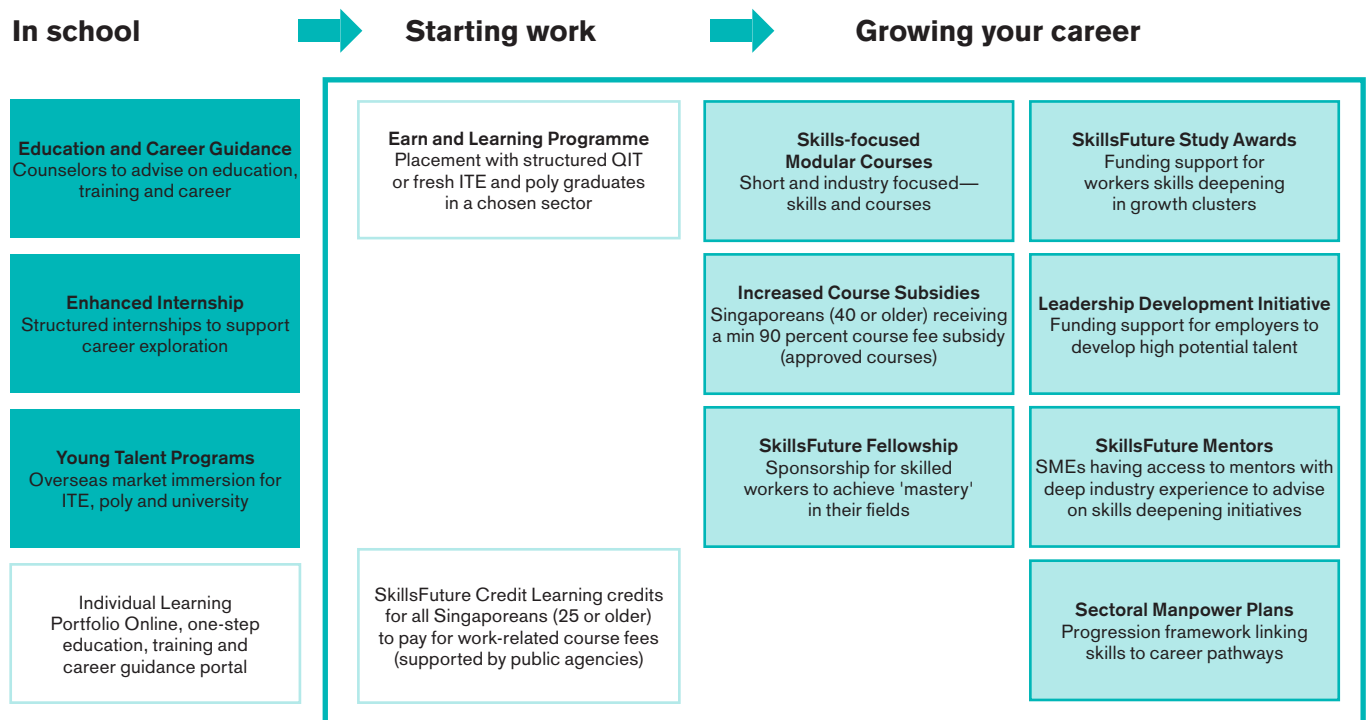 In school
Starting work
Growing your career
Education and Career Guidance
Counselors to advise on education,
training and career
Enhanced Internship
Structured internships to support
career exploration
Young Talent Programs
Overseas market immersion for
ITE, poly and university
Individual Learning
Portfolio Online, one-step
education, training and
career guidance portal
Earn and Learning Programme
Placement with structured QIT
or fresh ITE and poly graduates
in a chosen sector
SkillsFuture Credit Learning credits
for all Singaporeans (25 or older)
to pay for work-related course fees
(supported by public agencies)
Skills-focused
Modular Courses
Short and industry focused—
skills and courses
Increased Course Subsidies
Singaporeans (40 or older) receiving
a min 90 percent course fee subsidy
(approved courses)
SkillsFuture Fellowship
Sponsorship for skilled
workers to achieve 'mastery'
in their fields
SkillsFuture Study Awards
Funding support for
workers skills deepening
in growth clusters
Leadership Development Initiative
Funding support for employers to
develop high potential talent
SkillsFuture Mentors
SMEs having access to mentors with
deep industry experience to advise
on skills deepening initiatives
Sectoral Manpower Plans
Progression framework linking
skills to career pathways